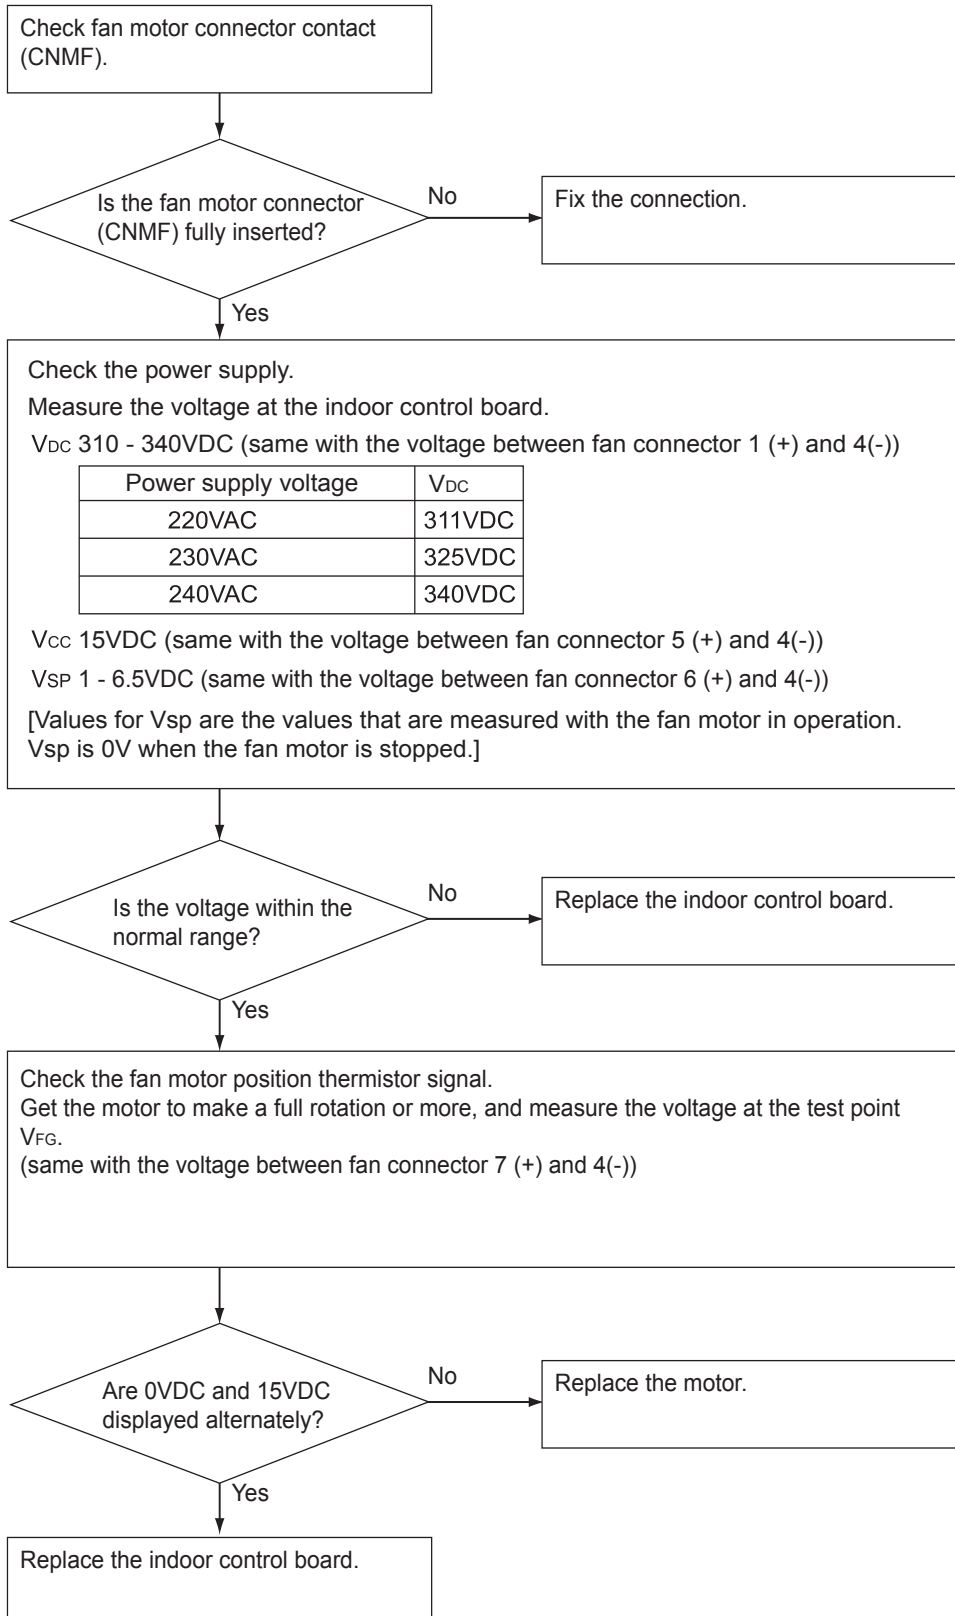 Check fan motor connector contact
(CNMF).
Is the fan motor connector
(CNMF) fully inserted?
No
Fix the connection.
Yes
Check the power supply.
Measure the voltage at the indoor control board.
VDC 310 - 340VDC (same with the voltage between fan connector 1 (+) and 4(-))
Power supply voltage VDC
220VAC 311VDC
230VAC 325VDC
240VAC 340VDC
VCC 15VDC (same with the voltage between fan connector 5 (+) and 4(-))
VSP 1 - 6.5VDC (same with the voltage between fan connector 6 (+) and 4(-))
[Values for Vsp are the values that are measured with the fan motor in operation.
Vsp is 0V when the fan motor is stopped.]
Is the voltage within the
normal range?
No
Replace the indoor control board.
Yes
Check the fan motor position thermistor signal.
Get the motor to make a full rotation or more, and measure the voltage at the test point
VFG.
(same with the voltage between fan connector 7 (+) and 4(-))
Are 0VDC and 15VDC
displayed alternately?
No
Replace the motor.
Yes
Replace the indoor control board.